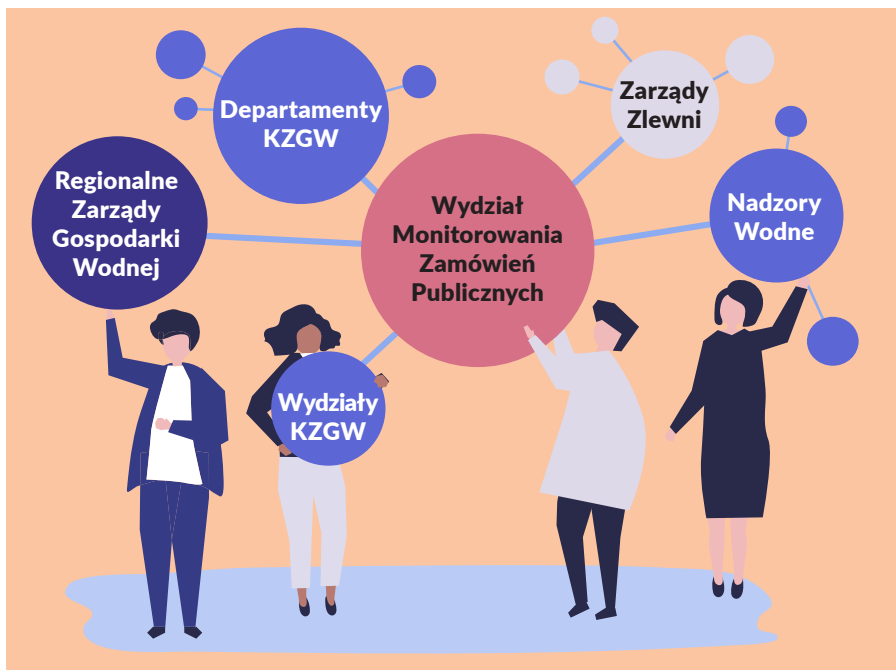 Departamenty
KZGW
Zarządy
Zlewni
Regionalne
Zarządy
Gospodarki
Wodnej
Wydział
Monitorowania
Zamówień
Publicznych
Nadzory
Wodne
Wydziały
KZGW